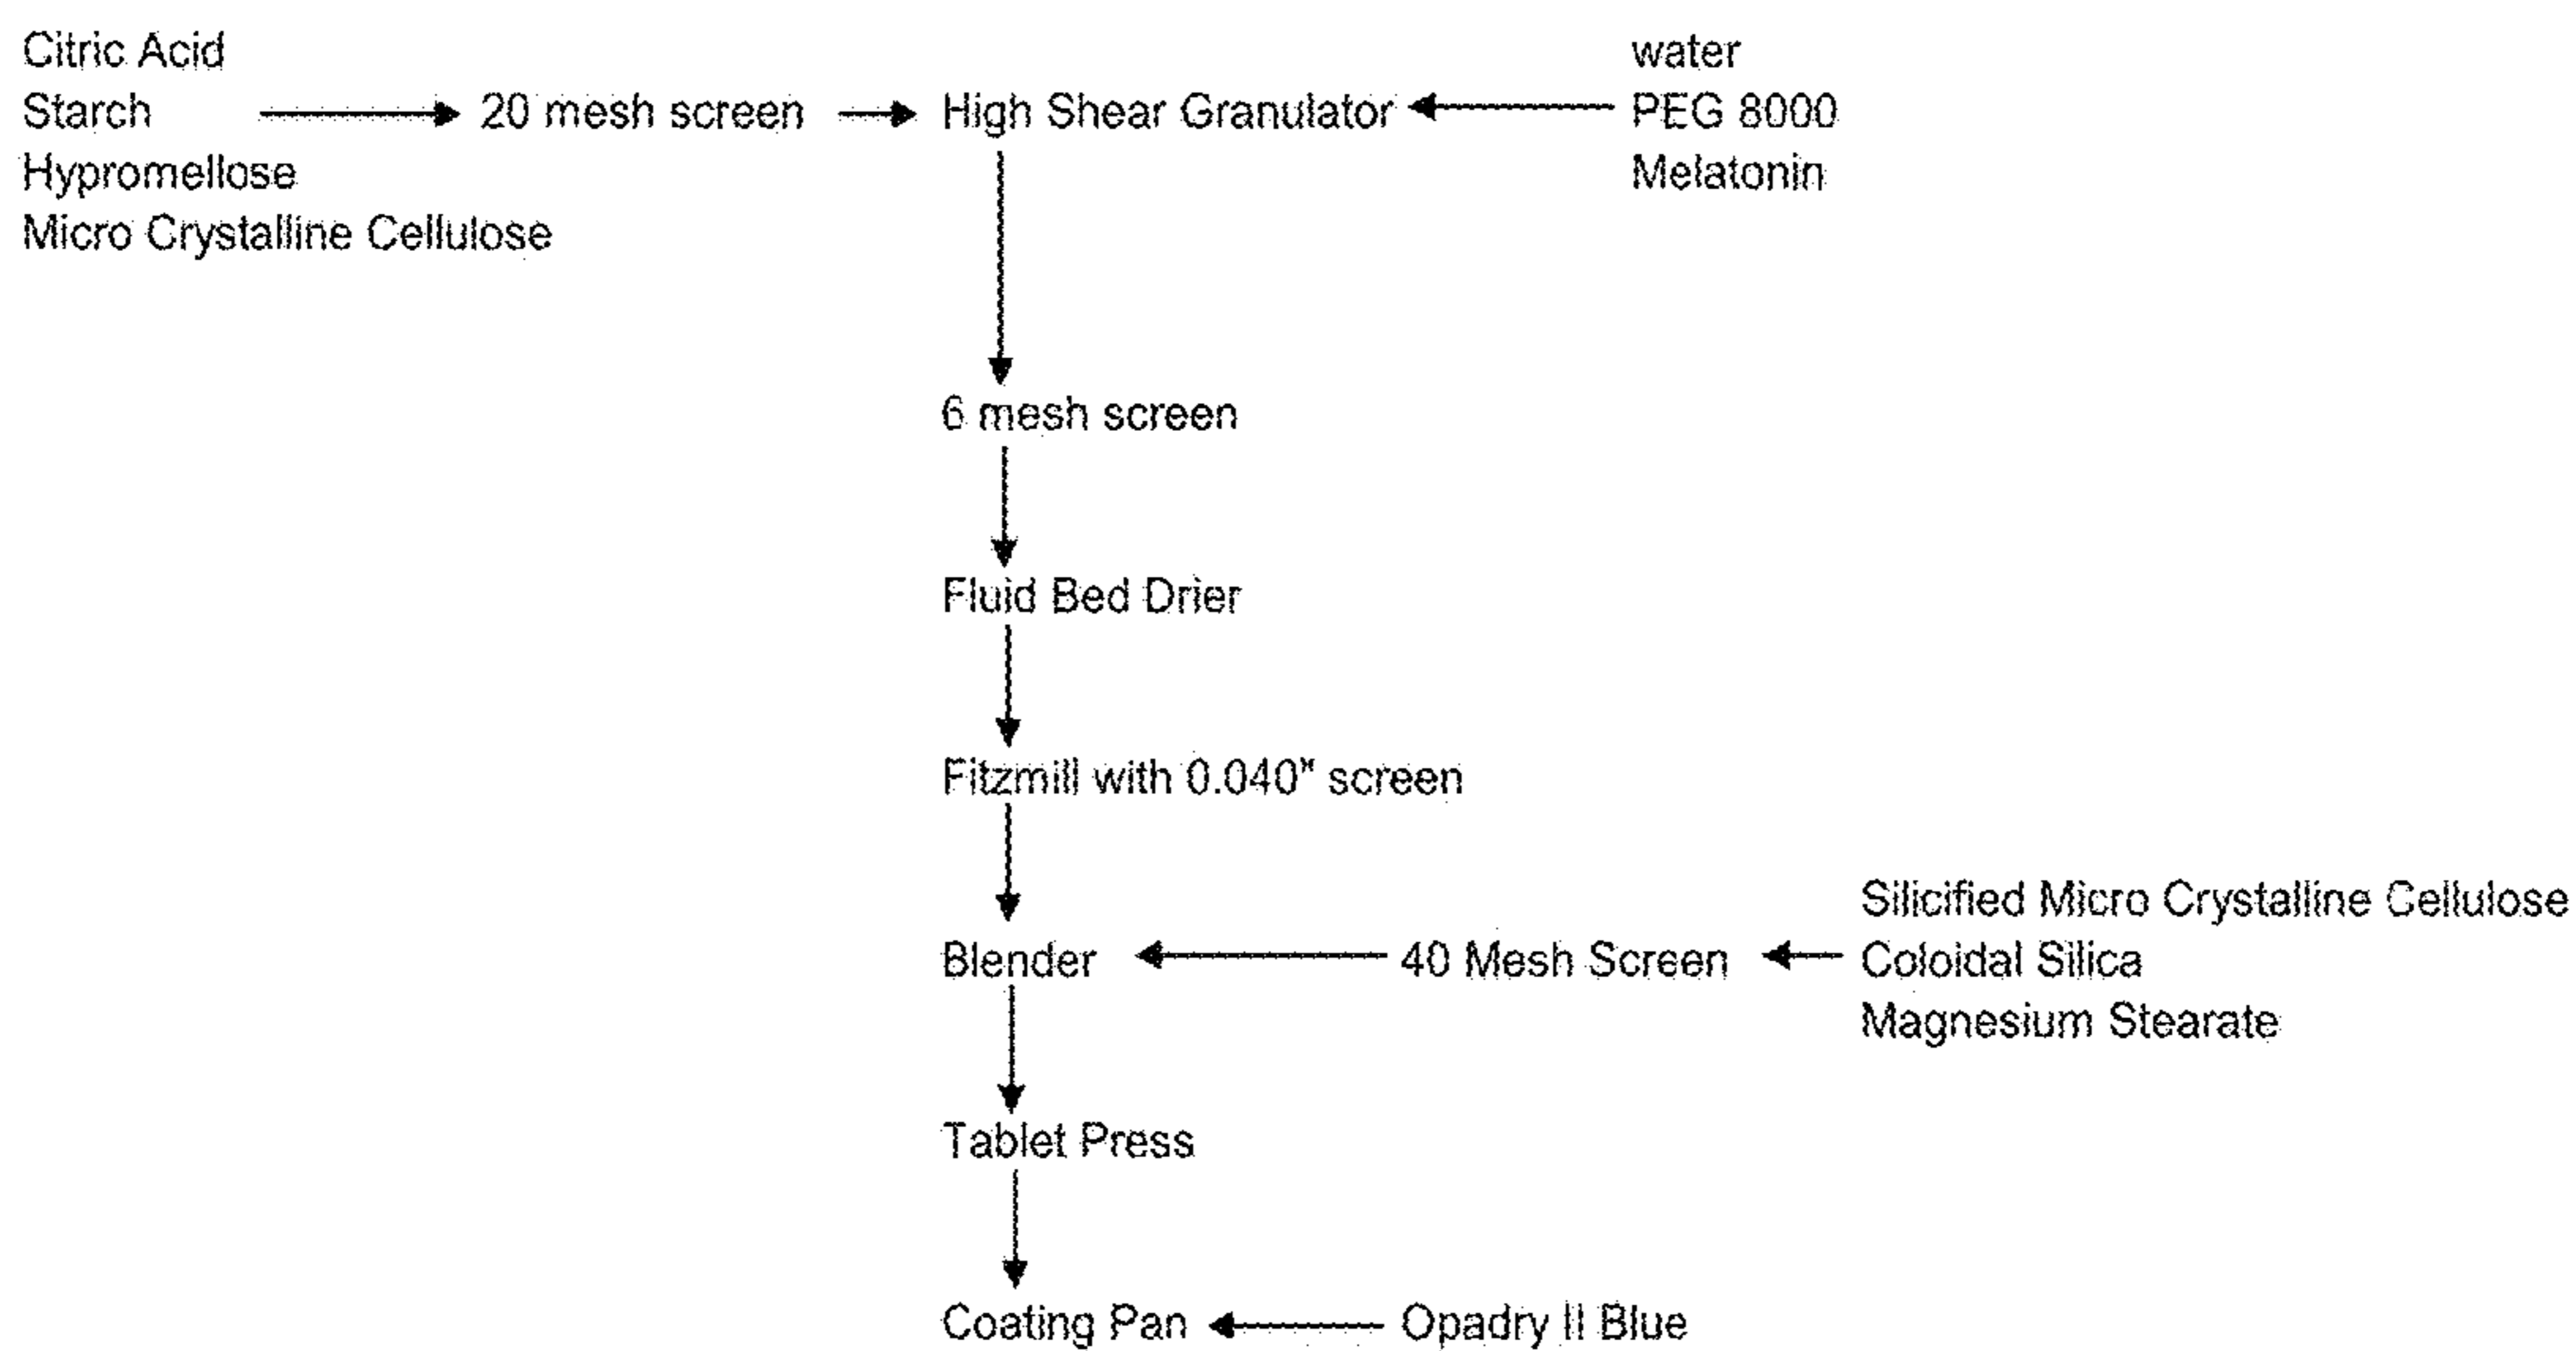 Citric Acid
Starch
Hypromellose
Micro Crystalline Cellulose
20 mesh screen
High Shear Granulator
water
PEG 8000
Melatonin
6 mesh screen
Fluid Bed Drier
Fitzmill with 0.040" screen
Blender
40 Mesh Screen
Silicified Micro Crystalline Cellulose
Coloidal Silica
Magnesium Stearate
Tablet Press
Coating Pan
Opadry II Blue